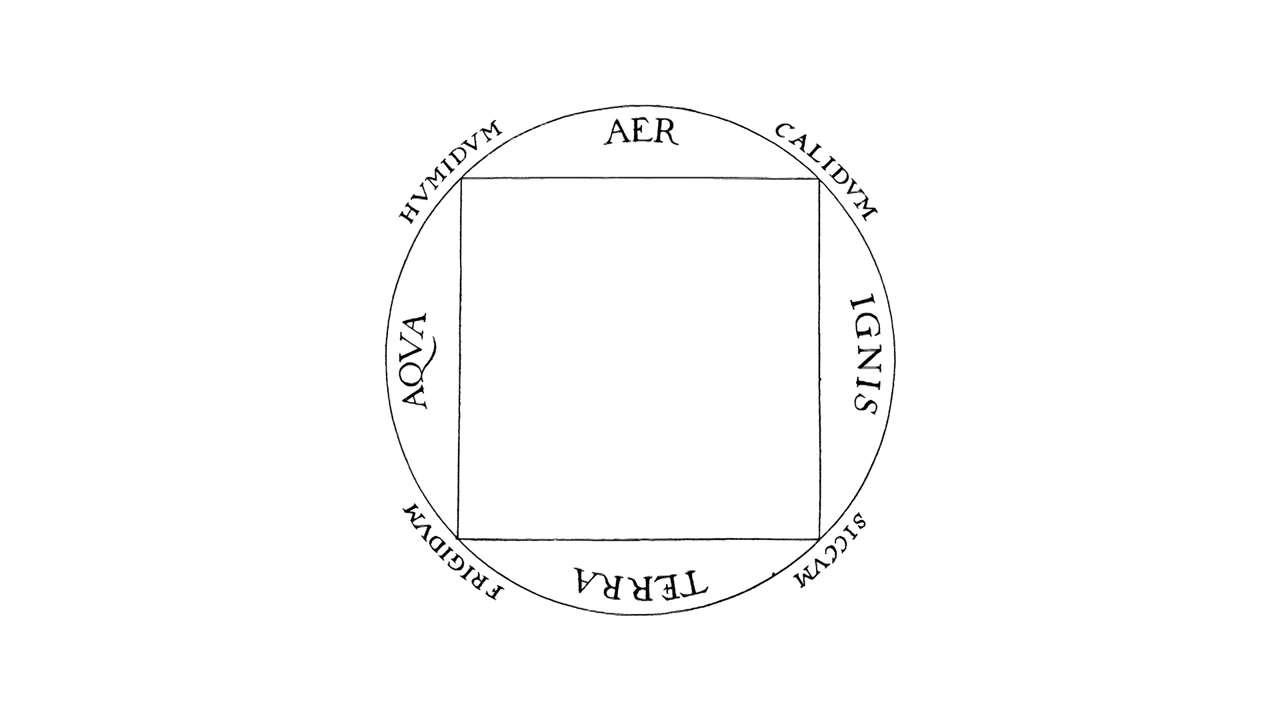 AER
CALIDVM
IGNIS
SICCVM
TERRA
FRIGIDVM
AQVA
HVMIDVM